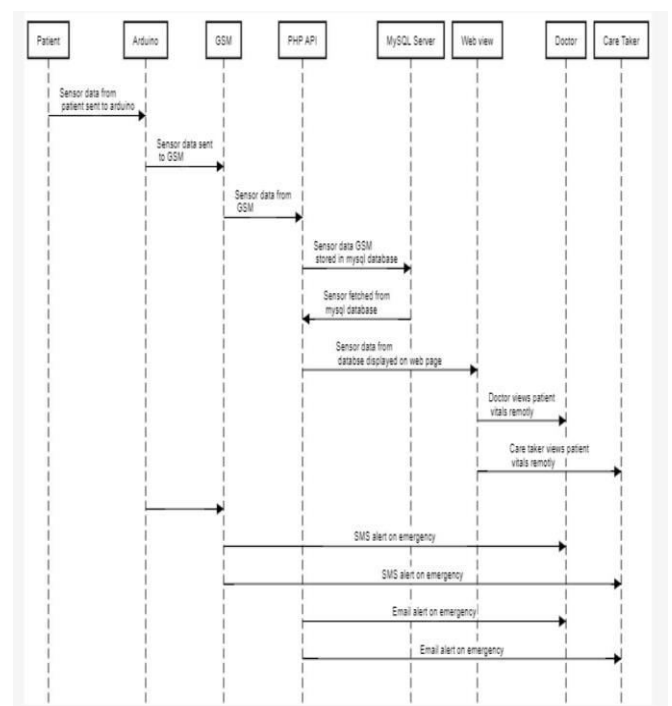 Patient
Arduino
GSM
PHP API
MySQL Server
Web view
Doctor
Care Taker
Sensor data from
patient sent to arduino
Sensor data sent
to GSM
Sensor data from
GSM
Sensor data GSM
stored in mysql database
Sensor fetched from
mysql database
Sensor data from
databse displayed on web page
Doctor views patient
vitals remotly
Care taker views patient
vitals remotly
SMS alert on emergency
SMS alert on emergency
Email alert on emergency
Email alert on emergency